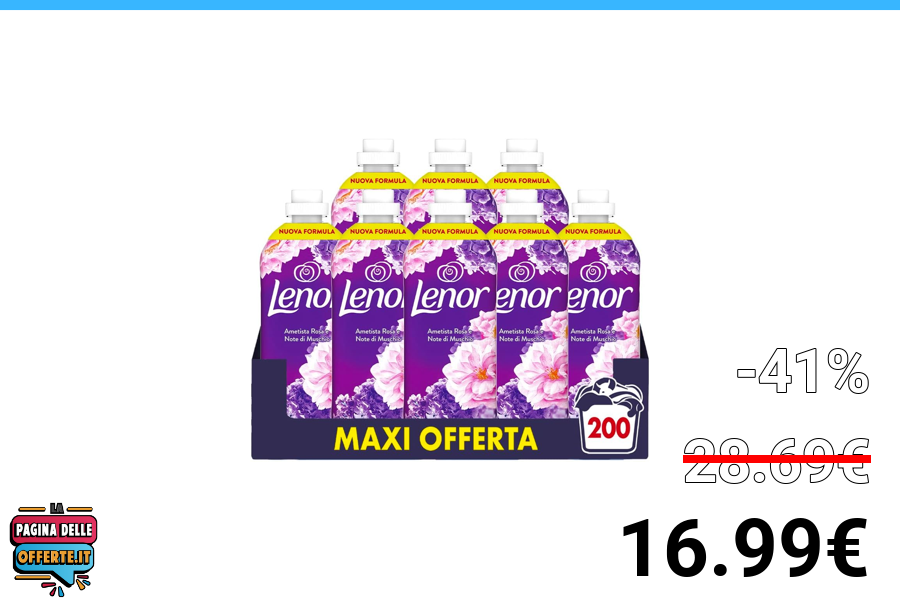 NUOVA FORMULA NUOVA FORMULA NUOVA FORMULA
NUOVA FORMULA NUOVA FORMULA NUOVA FORMULA NUOVA FORMULA NUOVA FORMULA
Lenor Lenor Lenor enor enor
Ametista Rosa e Ametista Rosa e Ametista Rosa e Ametista Rosa e Ametista Rosa e
Note di Muschio Note di Muschio Note di Muschio Note di Muschio Note di Muschio
MAXI OFFERTA
200
-41%
28.69€
16.99€
LA
PAGINA DELLE
OFFERTE.IT